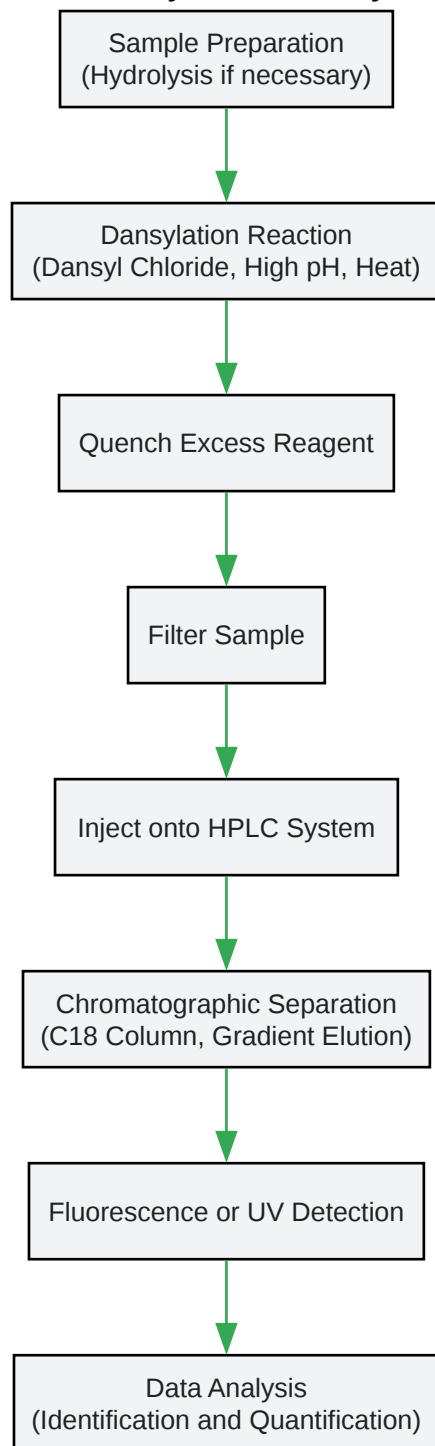 Sample Preparation
(Hydrolysis if necessary)
Dansylation Reaction
(Dansyl Chloride, High pH, Heat)
Quench Excess Reagent
Filter Sample
Inject onto HPLC System
Chromatographic Separation
(C18 Column, Gradient Elution)
Fluorescence or UV Detection
Data Analysis
(Identification and Quantification)